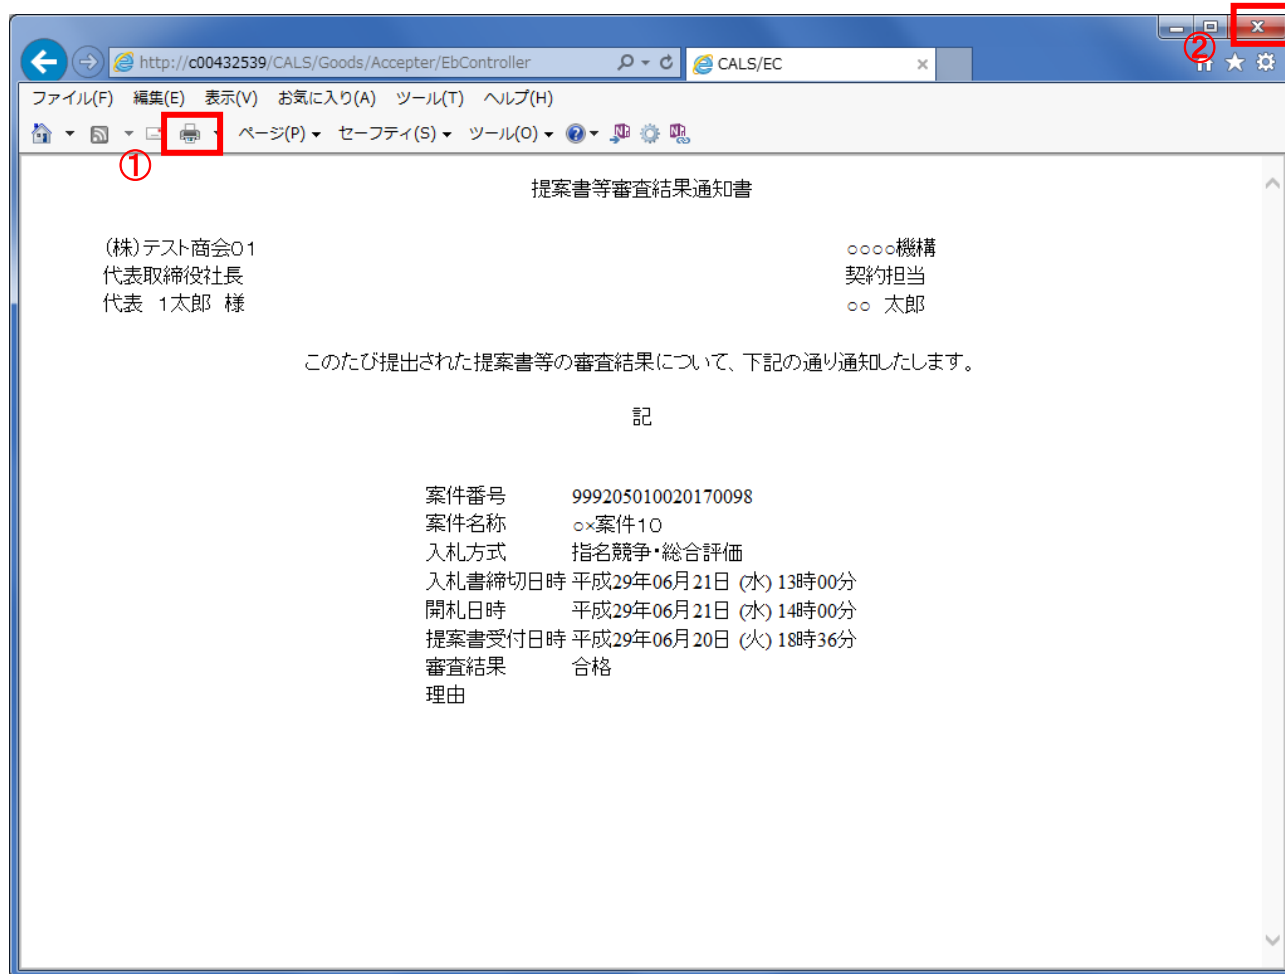 ②
http://c00432539/CALS/Goods/Accepter/EbController
CALS/EC
ファイル(F) 編集(E) 表示(V) お気に入り(A) ツール(T) ヘルプ(H)
ページ(P) セーフティ(S) ツール(O)
①
提案書等審査結果通知書
(株)テスト商会01 ○○○○機構
代表取締役社長 契約担当
代表 1太郎 様 ○○ 太郎
このたび提出された提案書等の審査結果について、下記の通り通知したします。
記
案件番号 999205010020170098
案件名称 ○×案件10
入札方式 指名競争・総合評価
入札書締切日時 平成29年06月21日 (水) 13時00分
開札日時 平成29年06月21日 (水) 14時00分
提案書受付日時 平成29年06月20日 (火) 18時36分
審査結果 合格
理由